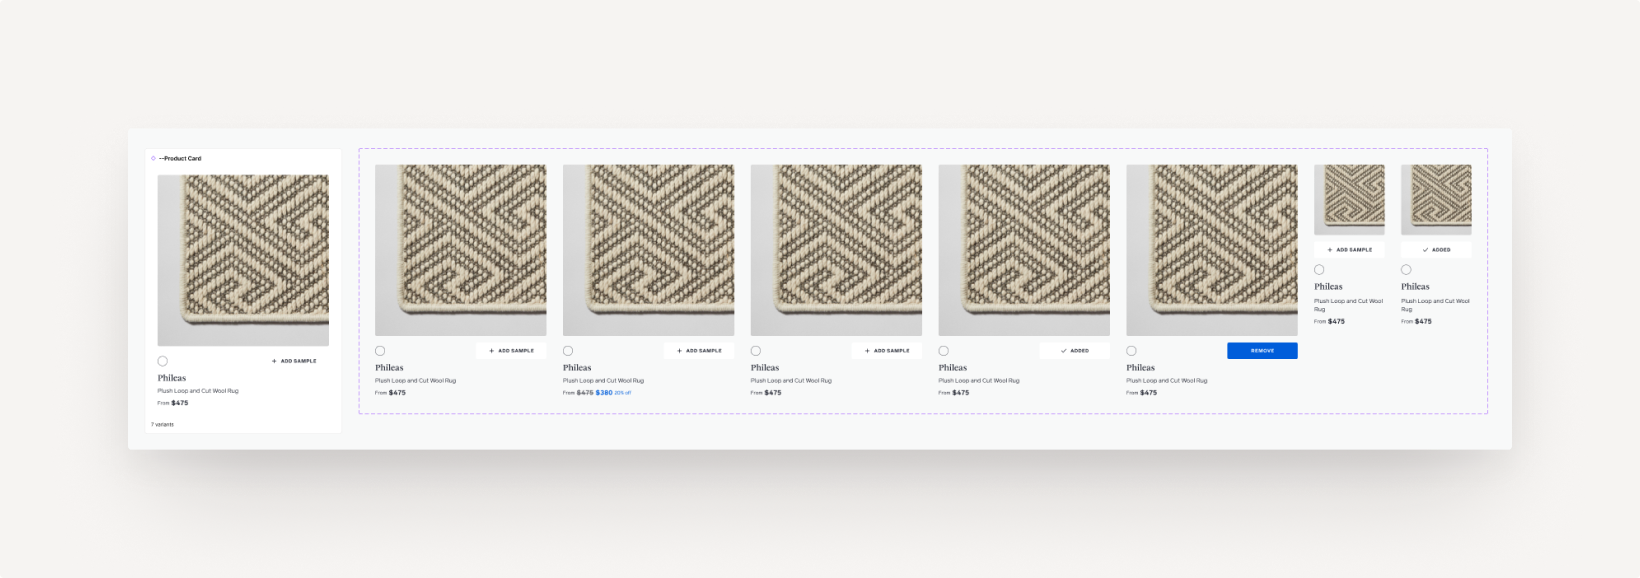 --Product Card
+ ADD SAMPLE
Phileas
Plush Loop and Cut Wool Rug
From $475
7 variants
+ ADD SAMPLE
Phileas
Plush Loop and Cut Wool Rug
From $475
+ ADD SAMPLE
Phileas
Plush Loop and Cut Wool Rug
From $475 $380 20% off
+ ADD SAMPLE
Phileas
Plush Loop and Cut Wool Rug
From $475
✓ ADDED
Phileas
Plush Loop and Cut Wool Rug
From $475
REMOVE
Phileas
Plush Loop and Cut Wool Rug
From $475
+ ADD SAMPLE
Phileas
Plush Loop and Cut Wool
Rug
From $475
✓ ADDED
Phileas
Plush Loop and Cut Wool
Rug
From $475